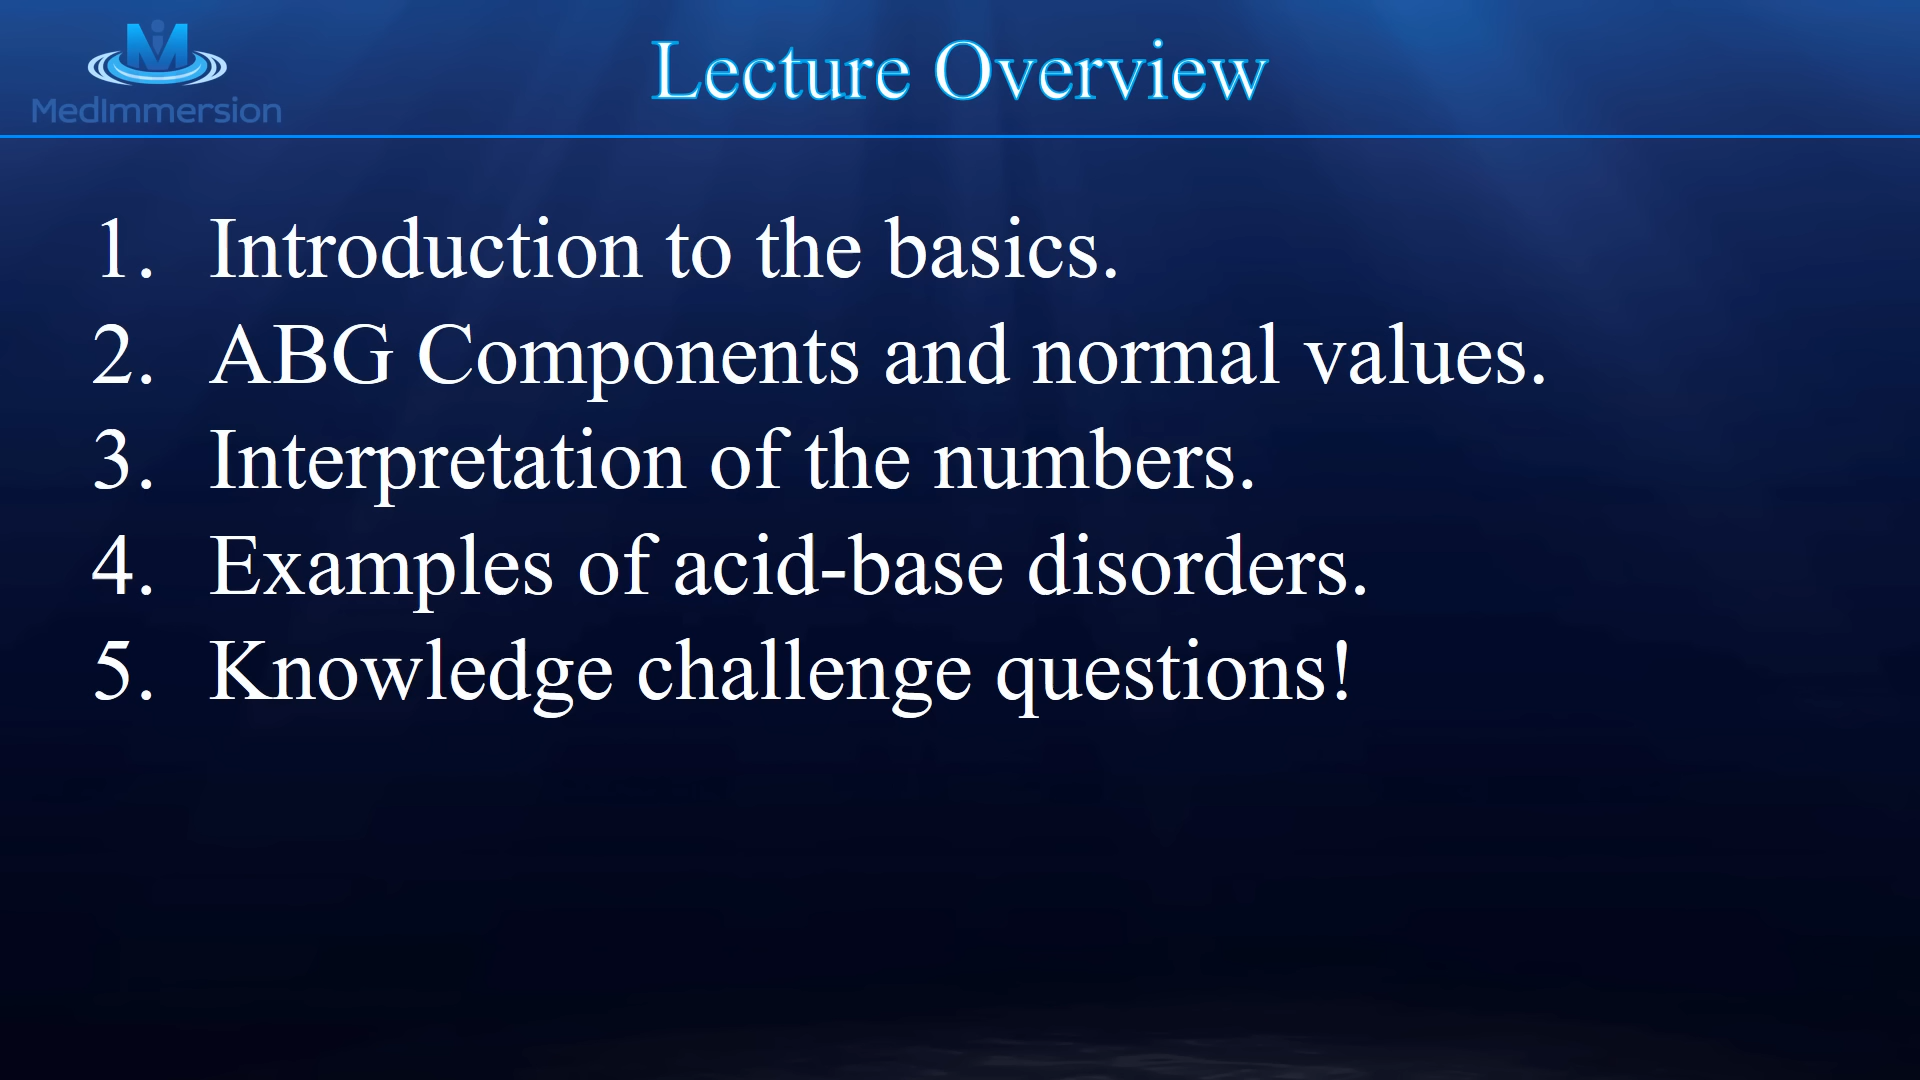 MedImmersion
Lecture Overview
1. Introduction to the basics.
2. ABG Components and normal values.
3. Interpretation of the numbers.
4. Examples of acid-base disorders.
5. Knowledge challenge questions!